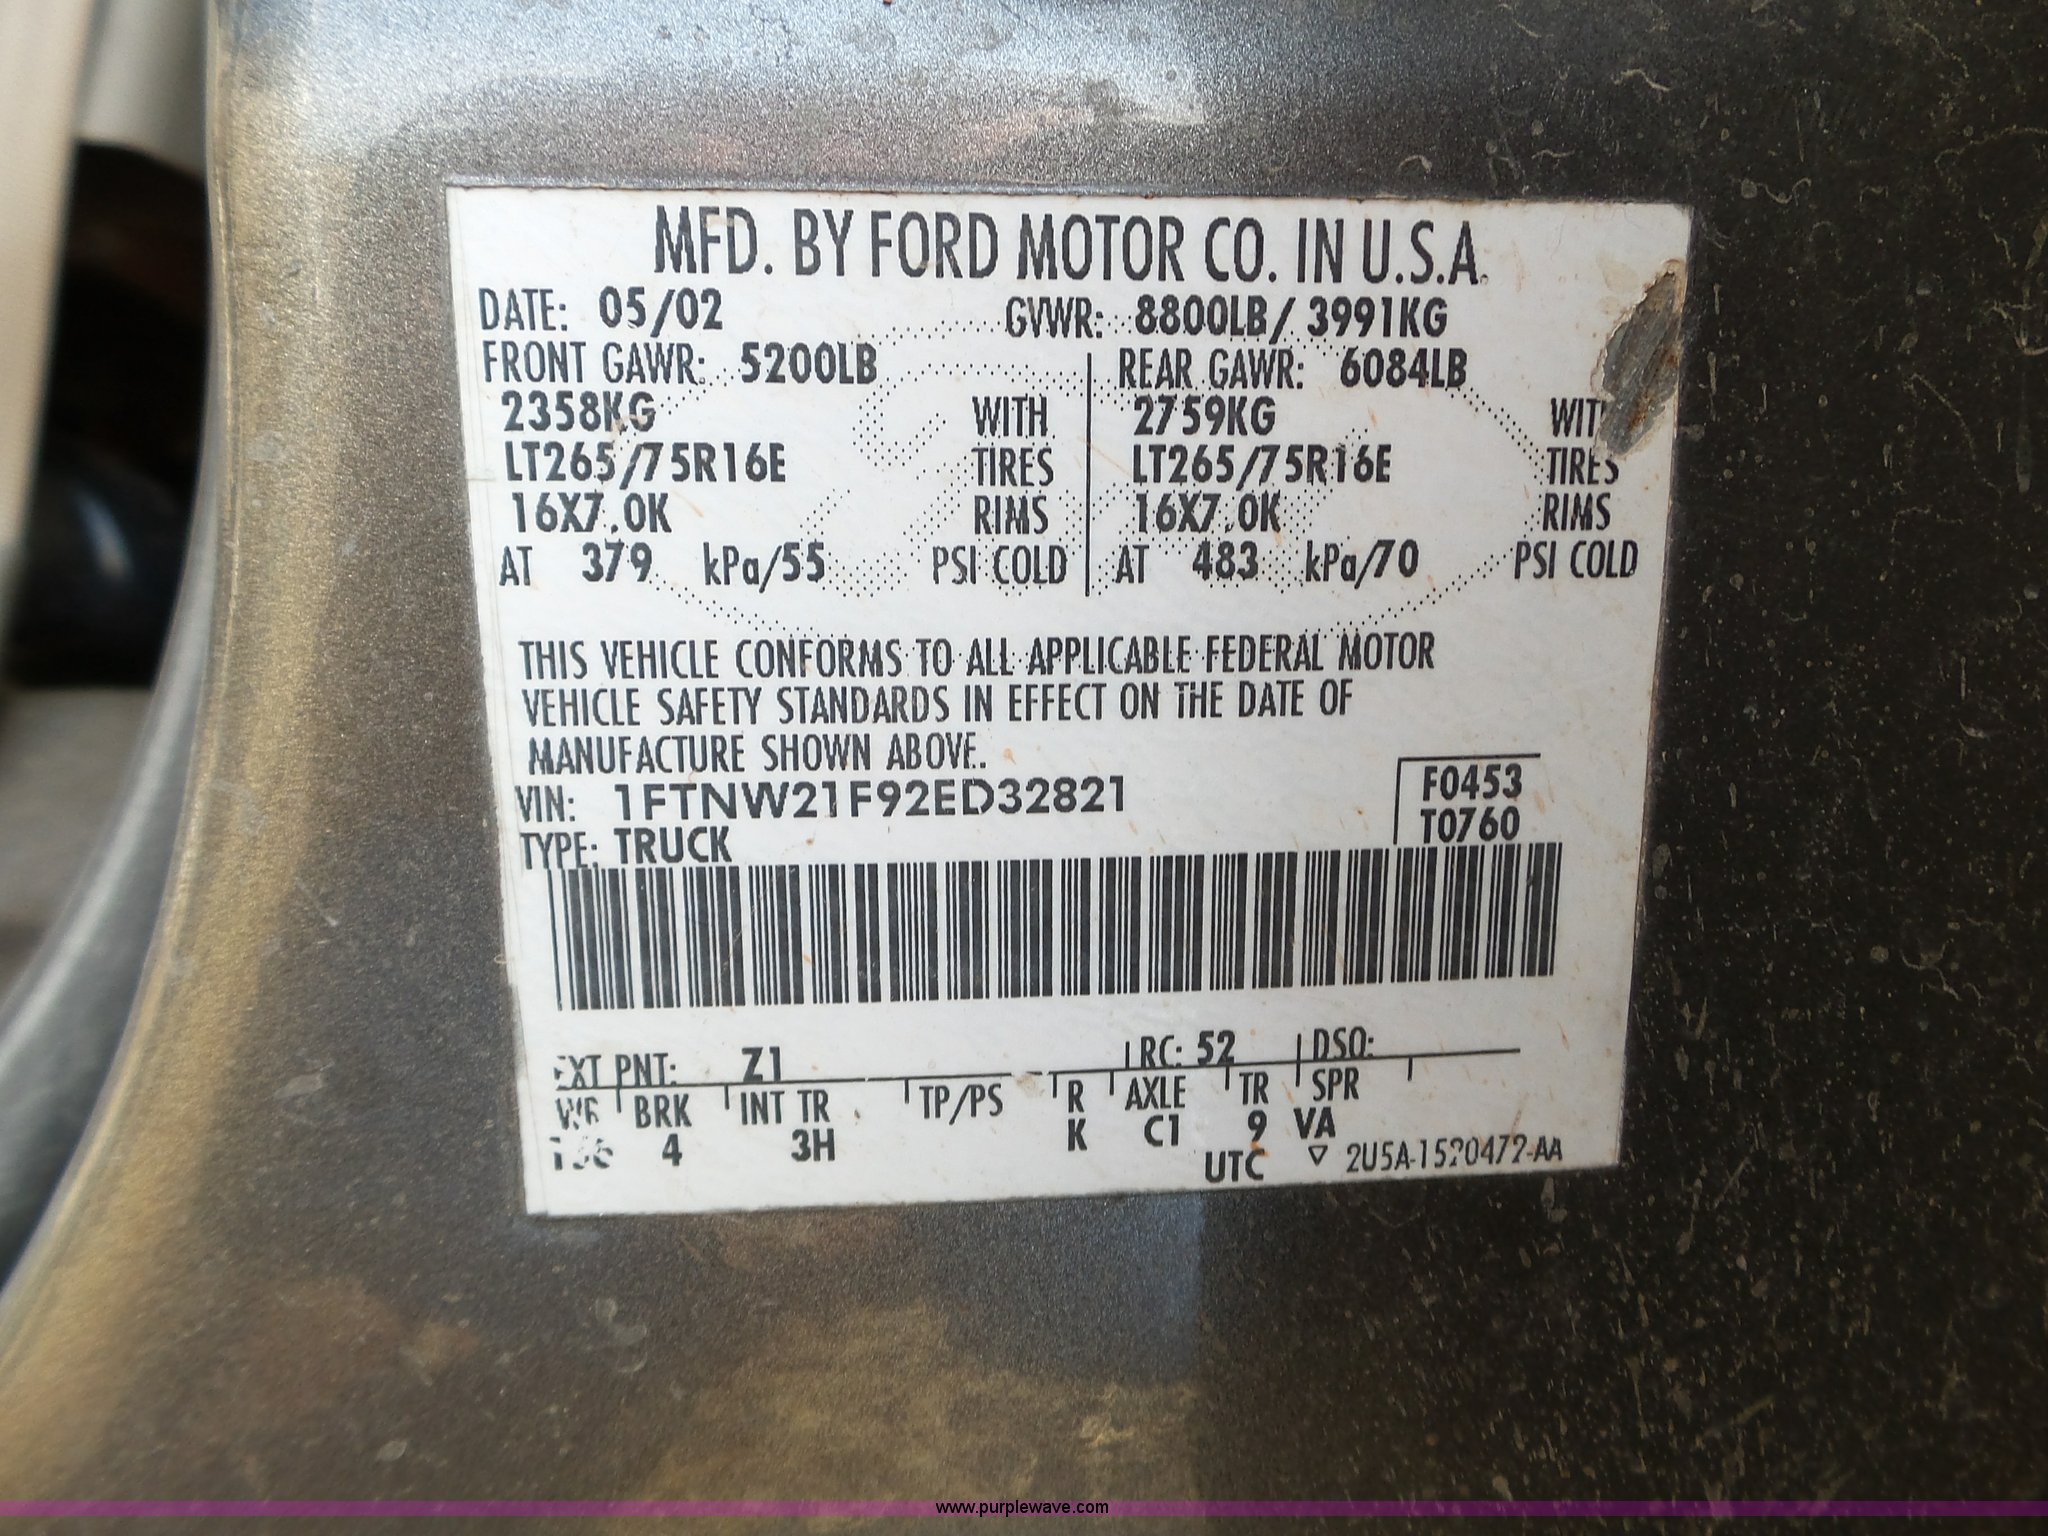 MFD. BY FORD MOTOR CO. IN U.S.A.
DATE: 05/02 GVWR: 8800LB / 3991KG
FRONT GAWR: 5200LB REAR GAWR: 6084LB
2358KG WITH 2759KG WITH
LT265/75R16E TIRES LT265/75R16E TIRES
16X7.0K RIMS 16X7.0K RIMS
AT 379 kPa/55 PSI COLD AT 483 kPa/70 PSI COLD
THIS VEHICLE CONFORMS TO ALL APPLICABLE FEDERAL MOTOR
VEHICLE SAFETY STANDARDS IN EFFECT ON THE DATE OF
MANUFACTURE SHOWN ABOVE.
VIN: 1FTNW21F92ED32821 F0453
TYPE: TRUCK T0760
EXT PNT: Z1 RC: 52 DSO:
WB BRK INT TR TP/PS R AXLE TR SPR
4 3H K C1 9 VA
UTC ▽ 2U5A-1520472-AA
www.purplewave.com